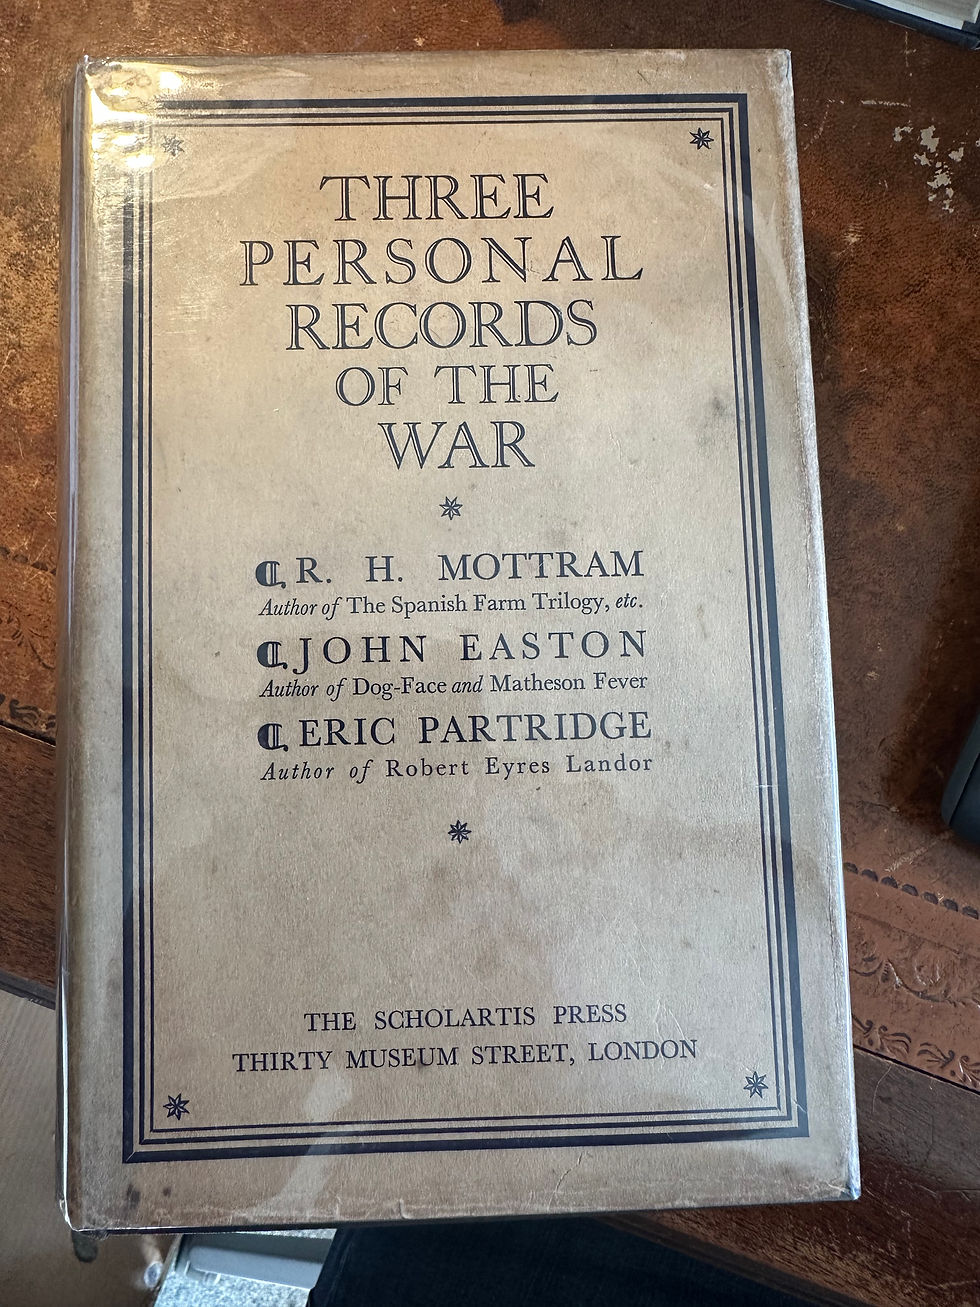 THREE
PERSONAL
RECORDS
OF THE
WAR
R. H. MOTTRAM
Author of The Spanish Farm Trilogy, etc.
JOHN EASTON
Author of Dog-Face and Matheson Fever
ERIC PARTRIDGE
Author of Robert Eyres Landor
THE SCHOLARTIS PRESS
THIRTY MUSEUM STREET, LONDON